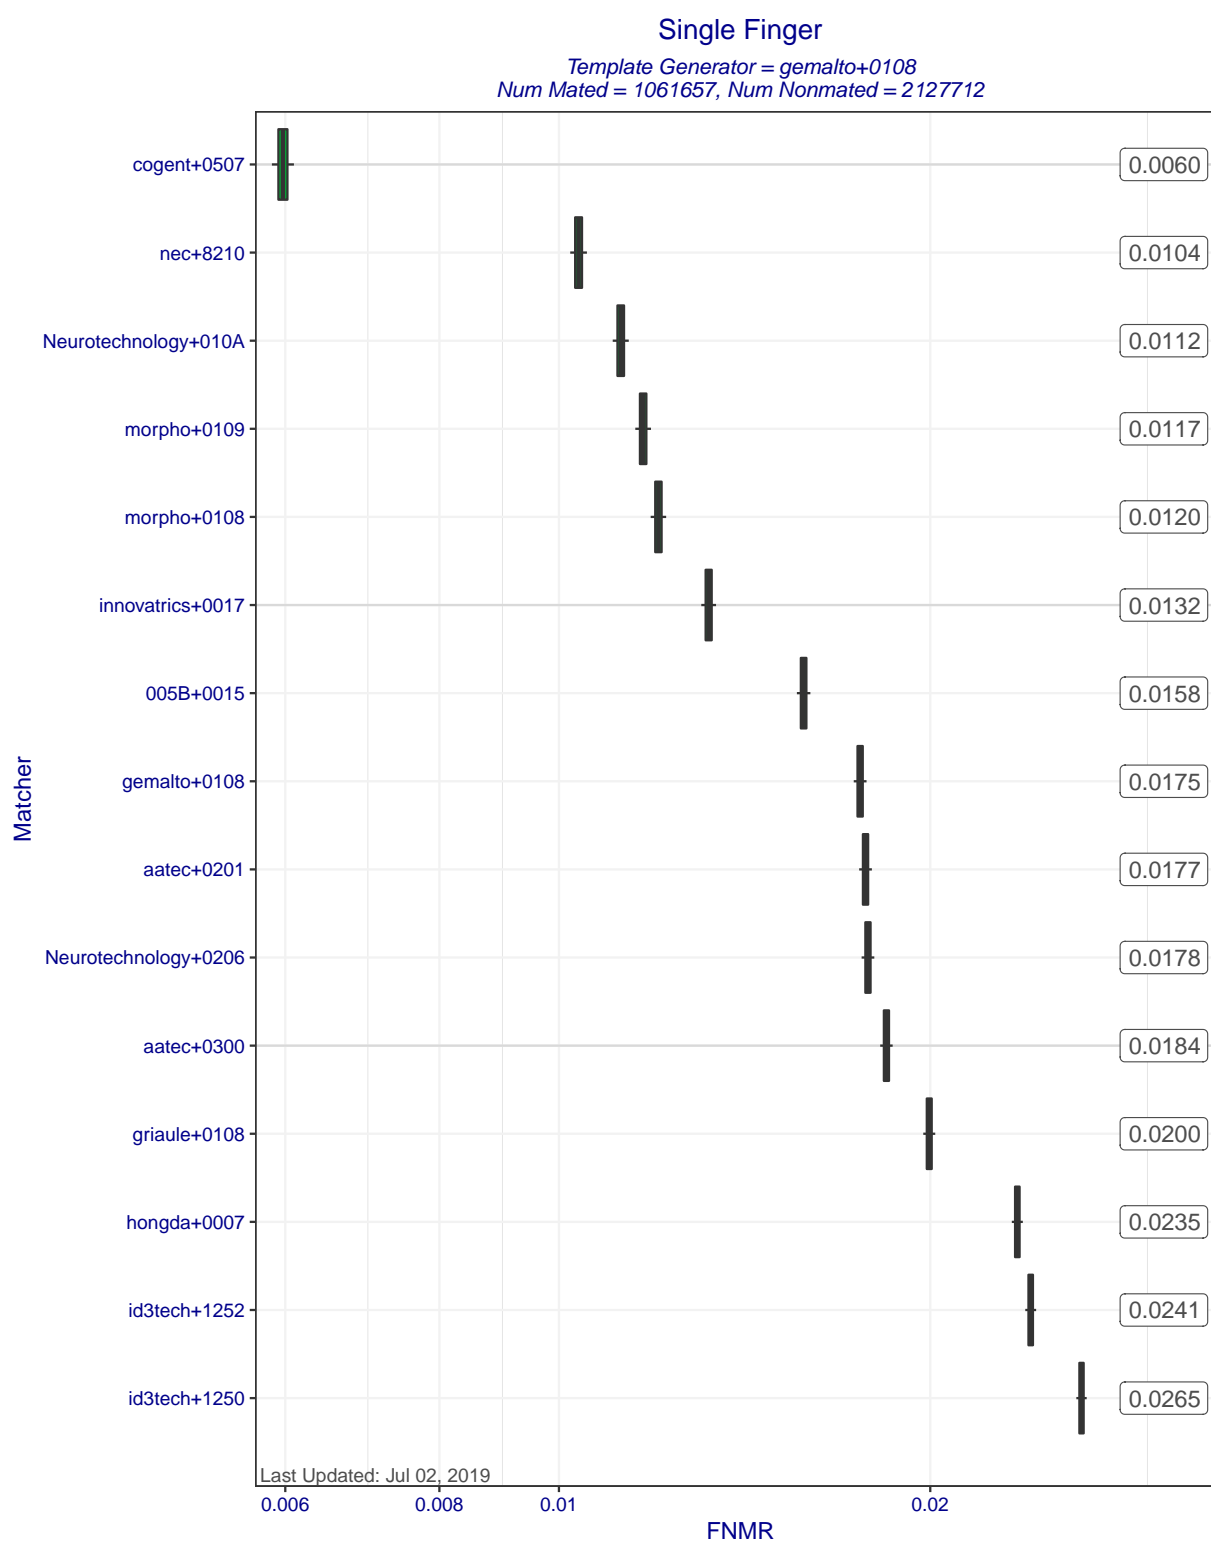 Single Finger
Template Generator = gemalto+0108
Num Mated = 1061657, Num Nonmated = 2127712
cogent+0507 0.0060
nec+8210 0.0104
Neurotechnology+010A 0.0112
morpho+0109 0.0117
morpho+0108 0.0120
innovatrics+0017 0.0132
005B+0015 0.0158
gemalto+0108 0.0175
aatec+0201 0.0177
Neurotechnology+0206 0.0178
aatec+0300 0.0184
griaule+0108 0.0200
hongda+0007 0.0235
id3tech+1252 0.0241
id3tech+1250 0.0265
Matcher
Last Updated: Jul 02, 2019
0.006 0.008 0.01 0.02
FNMR